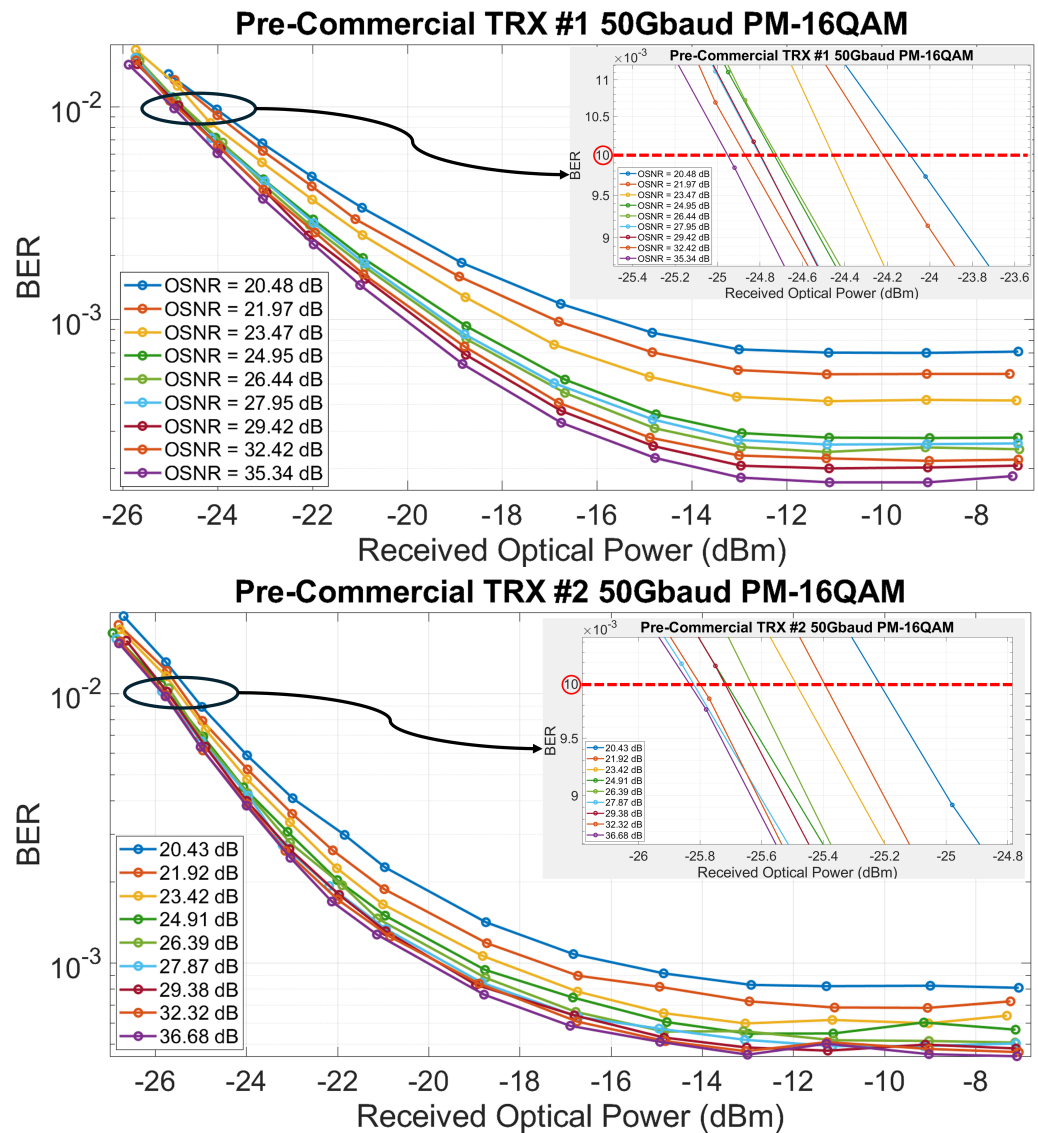 Pre-Commercial TRX #1 50Gbaud PM-16QAM
10-2
10-3
BER
OSNR = 20.48 dB
OSNR = 21.97 dB
OSNR = 23.47 dB
OSNR = 24.95 dB
OSNR = 26.44 dB
OSNR = 27.95 dB
OSNR = 29.42 dB
OSNR = 32.42 dB
OSNR = 35.34 dB
-26 -24 -22 -20 -18 -16 -14 -12 -10 -8
Received Optical Power (dBm)
×10-3
Pre-Commercial TRX #1 50Gbaud PM-16QAM
11
10.5
10
9.5
9
BER
OSNR = 20.48 dB
OSNR = 21.97 dB
OSNR = 23.47 dB
OSNR = 24.95 dB
OSNR = 26.44 dB
OSNR = 27.95 dB
OSNR = 29.42 dB
OSNR = 32.42 dB
OSNR = 35.34 dB
-25.4 -25.2 -25 -24.8 -24.6 -24.4 -24.2 -24 -23.8 -23.6
Received Optical Power (dBm)
Pre-Commercial TRX #2 50Gbaud PM-16QAM
10-2
10-3
BER
20.43 dB
21.92 dB
23.42 dB
24.91 dB
26.39 dB
27.87 dB
29.38 dB
32.32 dB
36.68 dB
-26 -24 -22 -20 -18 -16 -14 -12 -10 -8
Received Optical Power (dBm)
×10-3
Pre-Commercial TRX #2 50Gbaud PM-16QAM
10
9.5
9
BER
20.43 dB
21.92 dB
23.42 dB
24.91 dB
26.39 dB
27.87 dB
29.38 dB
32.32 dB
36.68 dB
-26 -25.8 -25.6 -25.4 -25.2 -25 -24.8
Received Optical Power (dBm)